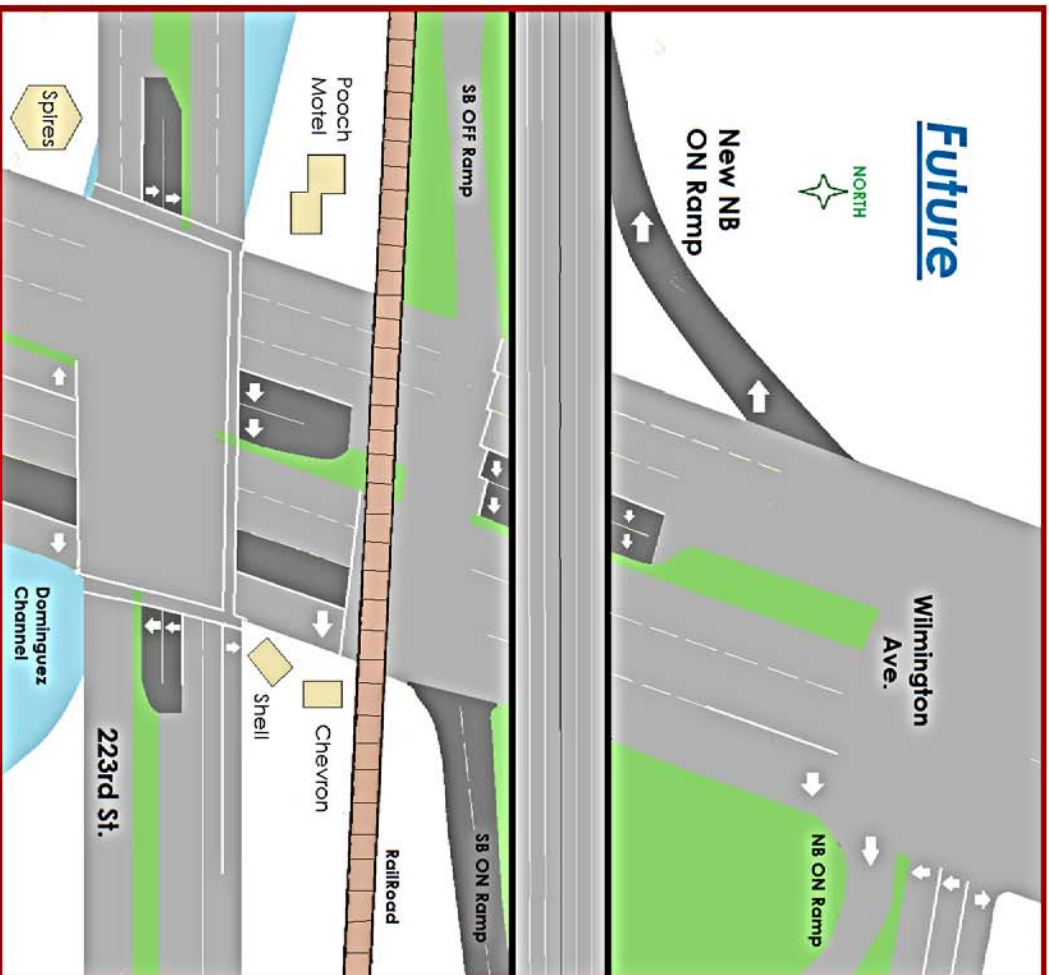 Future
NORTH
New NB
ON Ramp
Wilmington
Ave.
SB OFF Ramp
Pooch
Motel
Spires
NB ON Ramp
SB ON Ramp
RailRoad
Chevron
Shell
223rd St.
Dominguez
Channel